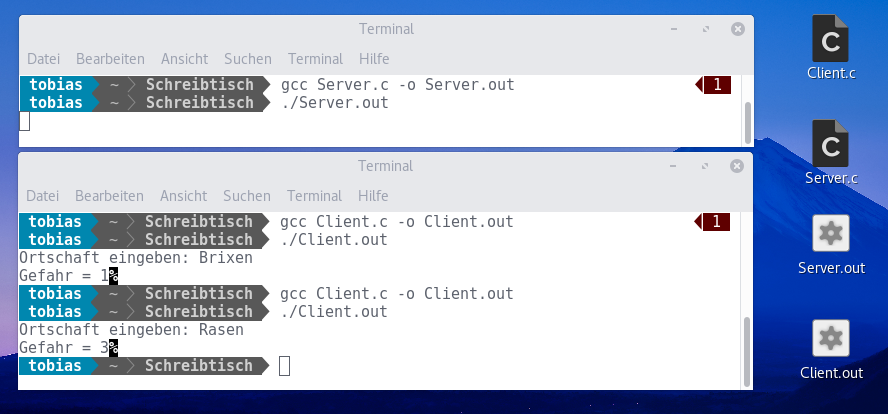 Terminal
Datei Bearbeiten Ansicht Suchen Terminal Hilfe
tobias ~ Schreibtisch gcc Server.c -o Server.out 1
tobias ~ Schreibtisch ./Server.out
Terminal
Datei Bearbeiten Ansicht Suchen Terminal Hilfe
tobias ~ Schreibtisch gcc Client.c -o Client.out 1
tobias ~ Schreibtisch ./Client.out
Ortschaft eingeben: Brixen
Gefahr = 1%
tobias ~ Schreibtisch gcc Client.c -o Client.out
tobias ~ Schreibtisch ./Client.out
Ortschaft eingeben: Rasen
Gefahr = 3%
tobias ~ Schreibtisch
C
Client.c
C
Server.c
Server.out
Client.out